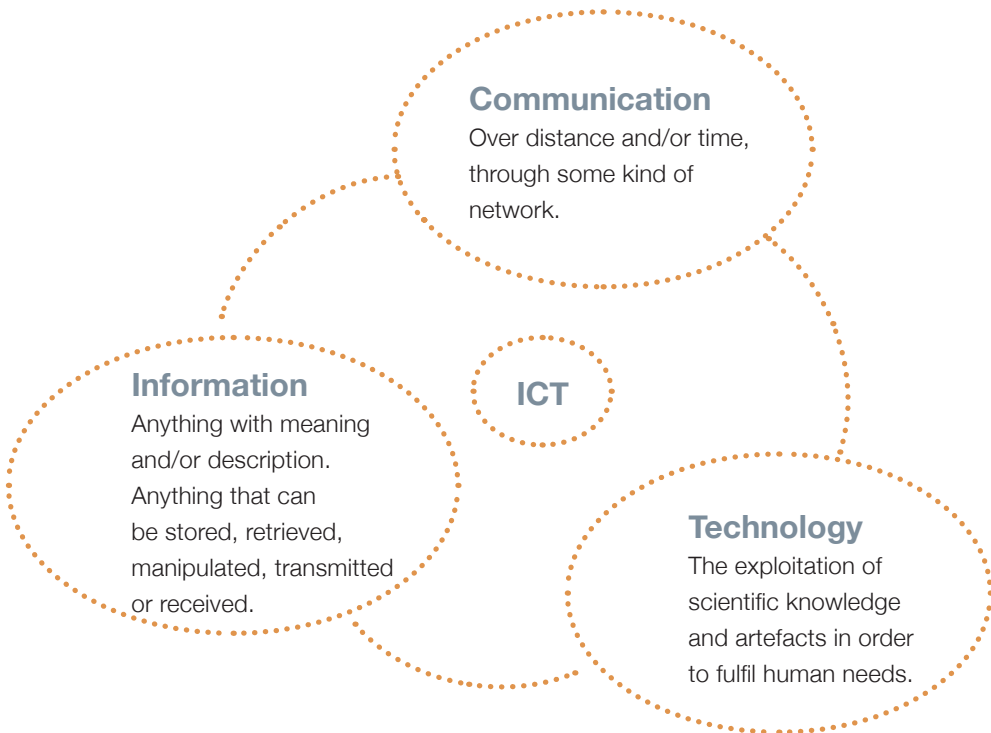 Communication
Over distance and/or time,
through some kind of
network.
Information
Anything with meaning
and/or description.
Anything that can
be stored, retrieved,
manipulated, transmitted
or received.
ICT
Technology
The exploitation of
scientific knowledge
and artefacts in order
to fulfil human needs.